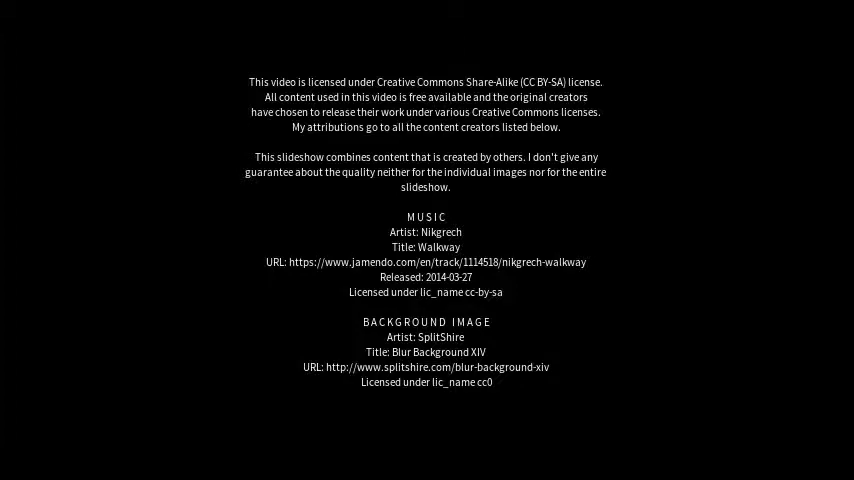 This video is licensed under Creative Commons Share-Alike (CC BY-SA) license.
All content used in this video is free available and the original creators
have chosen to release their work under various Creative Commons licenses.
My attributions go to all the content creators listed below.
This slideshow combines content that is created by others. I don't give any
guarantee about the quality neither for the individual images nor for the entire
slideshow.
MUSIC
Artist: Nikgrech
Title: Walkway
URL: https://www.jamendo.com/en/track/1114518/nikgrech-walkway
Released: 2014-03-27
Licensed under lic_name cc-by-sa
BACKGROUND IMAGE
Artist: SplitShire
Title: Blur Background XIV
URL: http://www.splitshire.com/blur-background-xiv
Licensed under lic_name cc0